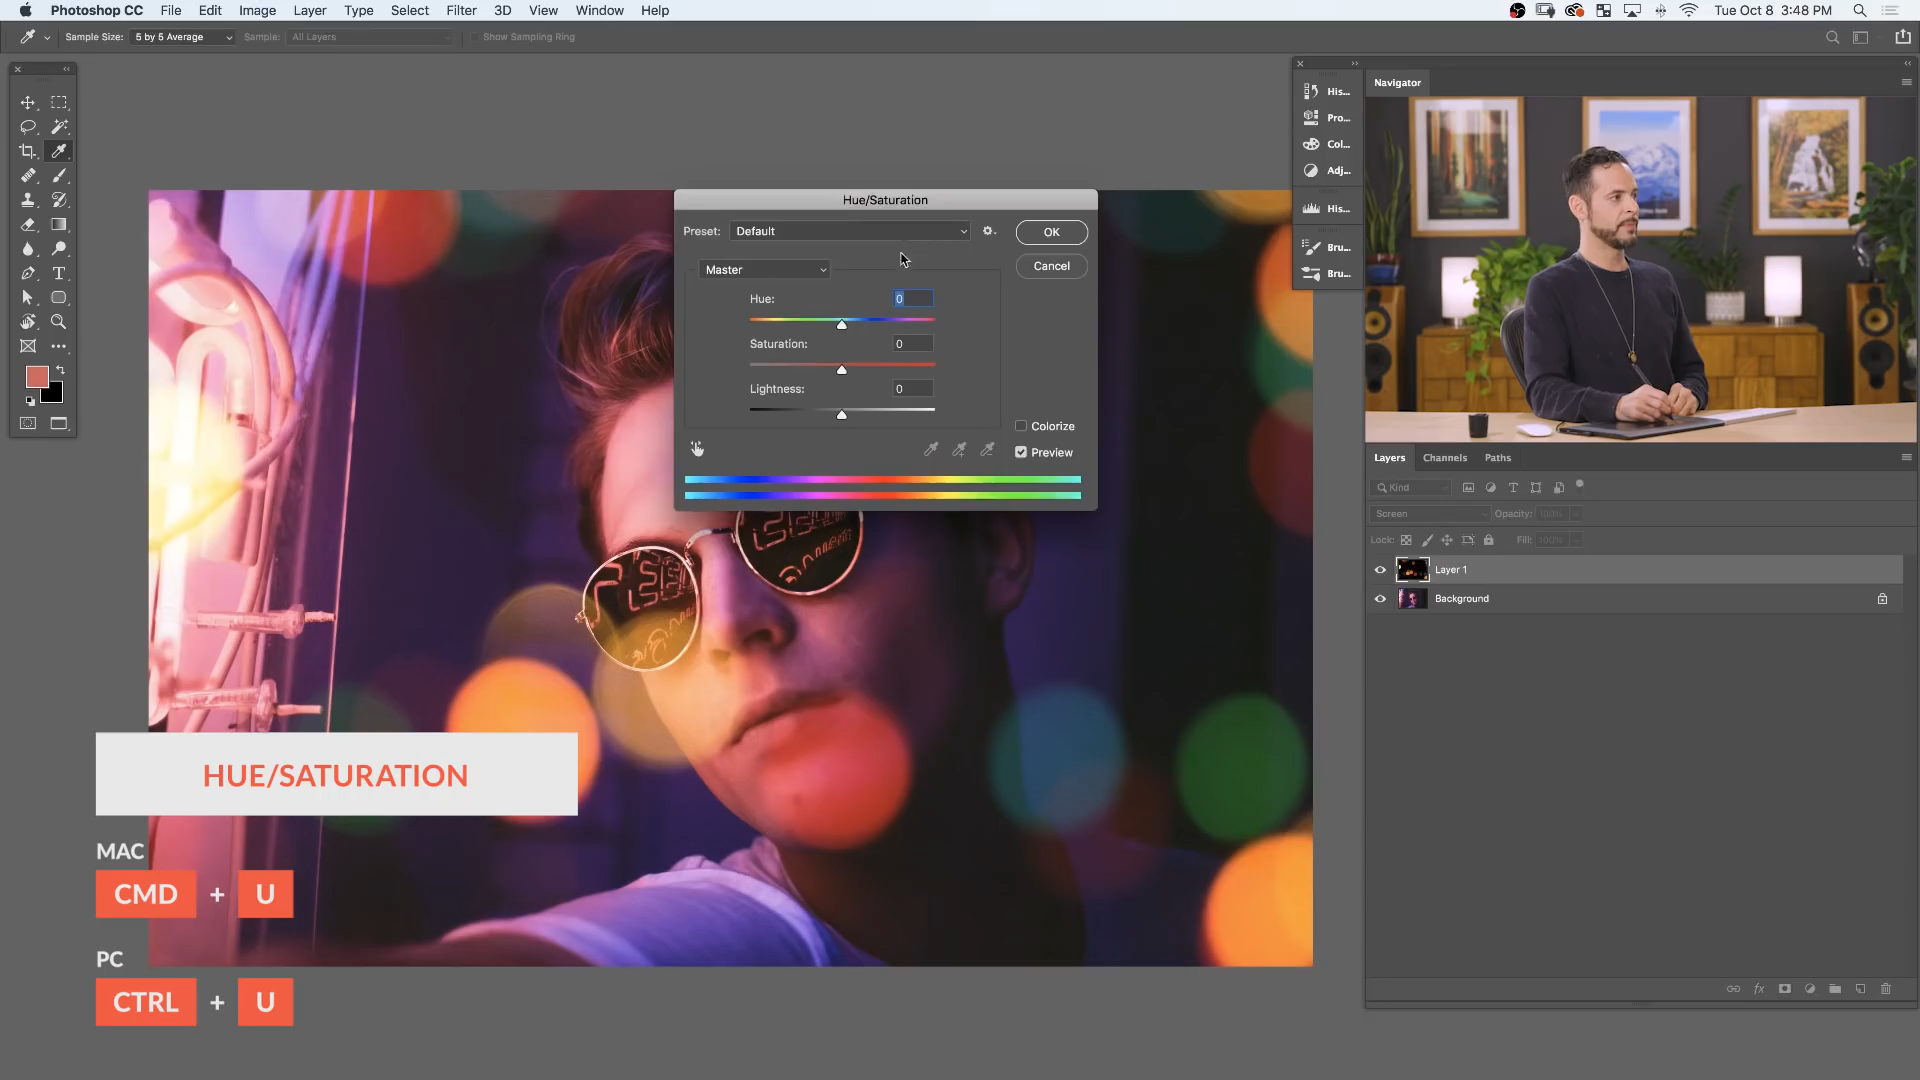 Photoshop CC File Edit Image Layer Type Select Filter 3D View Window Help Tue Oct 8 3:48 PM
Sample Size: 5 by 5 Average Sample: All Layers Show Sampling Ring
Hue/Saturation
Preset: Default
OK
Cancel
Master
Hue: 0
Saturation: 0
Lightness: 0
Colorize
Preview
HUE/SATURATION
MAC
CMD + U
PC
CTRL + U
His...
Pro...
Col...
Adj...
His...
Bru...
Bru...
Navigator
Layers Channels Paths
Kind
Screen Opacity: 100%
Lock: Fill: 100%
Layer 1
Background